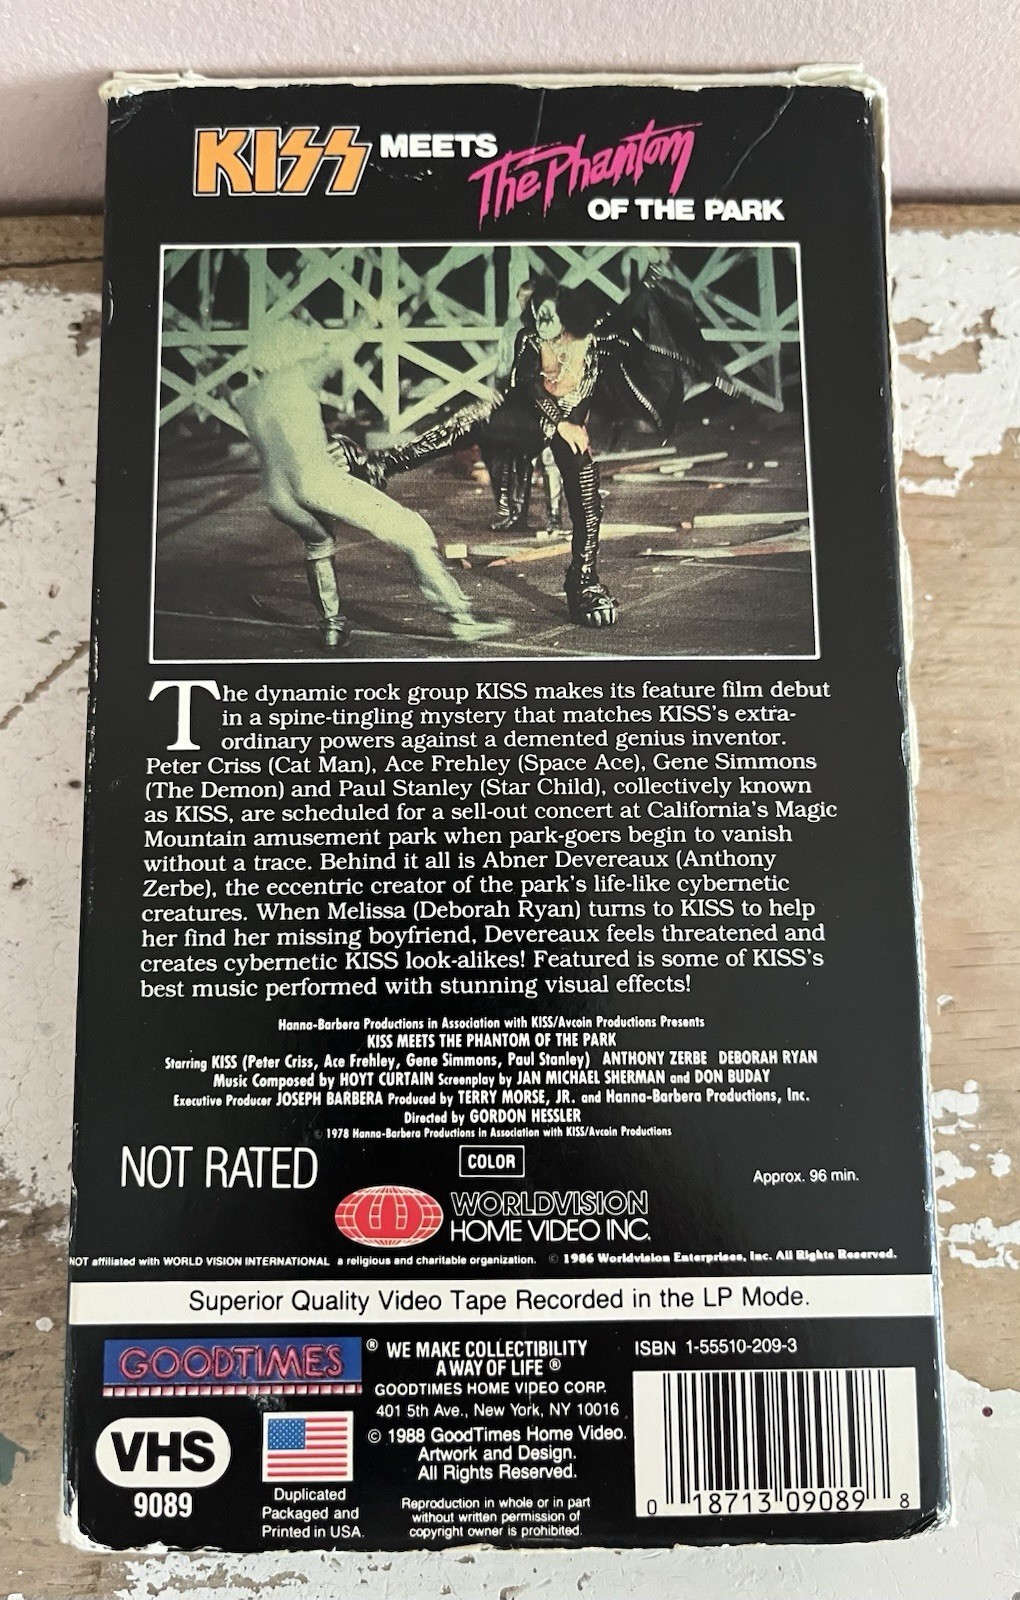 KISS MEETS The Phantom
OF THE PARK
The dynamic rock group KISS makes its feature film debut
in a spine-tingling mystery that matches KISS's extra-
ordinary powers against a demented genius inventor.
Peter Criss (Cat Man), Ace Frehley (Space Ace), Gene Simmons
(The Demon) and Paul Stanley (Star Child), collectively known
as KISS, are scheduled for a sell-out concert at California's Magic
Mountain amusement park when park-goers begin to vanish
without a trace. Behind it all is Abner Devereaux (Anthony
Zerbe), the eccentric creator of the park's life-like cybernetic
creatures. When Melissa (Deborah Ryan) turns to KISS to help
her find her missing boyfriend, Devereaux feels threatened and
creates cybernetic KISS look-alikes! Featured is some of KISS's
best music performed with stunning visual effects!
Hanna-Barbera Productions in Association with KISS/Avcoin Productions Presents
KISS MEETS THE PHANTOM OF THE PARK
Starring KISS (Peter Criss, Ace Frehley, Gene Simmons, Paul Stanley) ANTHONY ZERBE DEBORAH RYAN
Music Composed by HOYT CURTAIN Screenplay by JAN MICHAEL SHERMAN and DON BUDAY
Executive Producer JOSEPH BARBERA Produced by TERRY MORSE, JR. and Hanna-Barbera Productions, Inc.
Directed by GORDON HESSLER
© 1978 Hanna-Barbera Productions in Association with KISS/Avcoin Productions
NOT RATED
COLOR
Approx. 96 min.
WORLDVISION
HOME VIDEO INC.
NOT affiliated with WORLD VISION INTERNATIONAL a religious and charitable organization. © 1986 Worldvision Enterprises, Inc. All Rights Reserved.
Superior Quality Video Tape Recorded in the LP Mode.
GOODTIMES ®
WE MAKE COLLECTIBILITY
A WAY OF LIFE ®
GOODTIMES HOME VIDEO CORP.
401 5th Ave., New York, NY 10016
© 1988 GoodTimes Home Video.
Artwork and Design.
All Rights Reserved.
Reproduction in whole or in part
without written permission of
copyright owner is prohibited.
VHS
9089
Duplicated
Packaged and
Printed in USA.
ISBN 1-55510-209-3
0 18713 09089 8